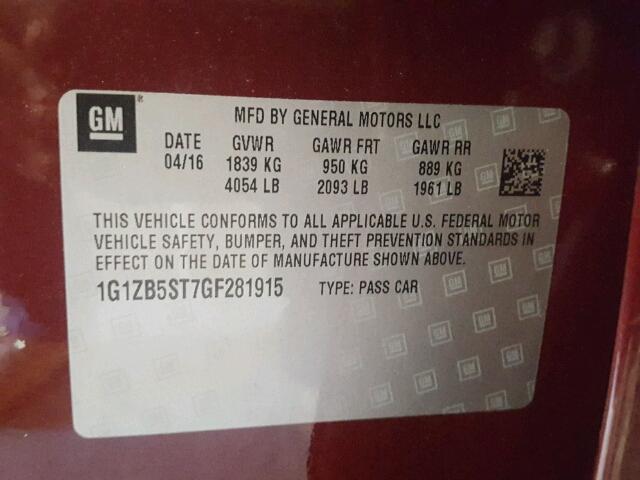 GM ® MFD BY GENERAL MOTORS LLC
DATE GVWR GAWR FRT GAWR RR
04/16 1839 KG 950 KG 889 KG
4054 LB 2093 LB 1961 LB
THIS VEHICLE CONFORMS TO ALL APPLICABLE U.S. FEDERAL MOTOR
VEHICLE SAFETY, BUMPER, AND THEFT PREVENTION STANDARDS IN
EFFECT ON THE DATE OF MANUFACTURE SHOWN ABOVE.
1G1ZB5ST7GF281915 TYPE: PASS CAR